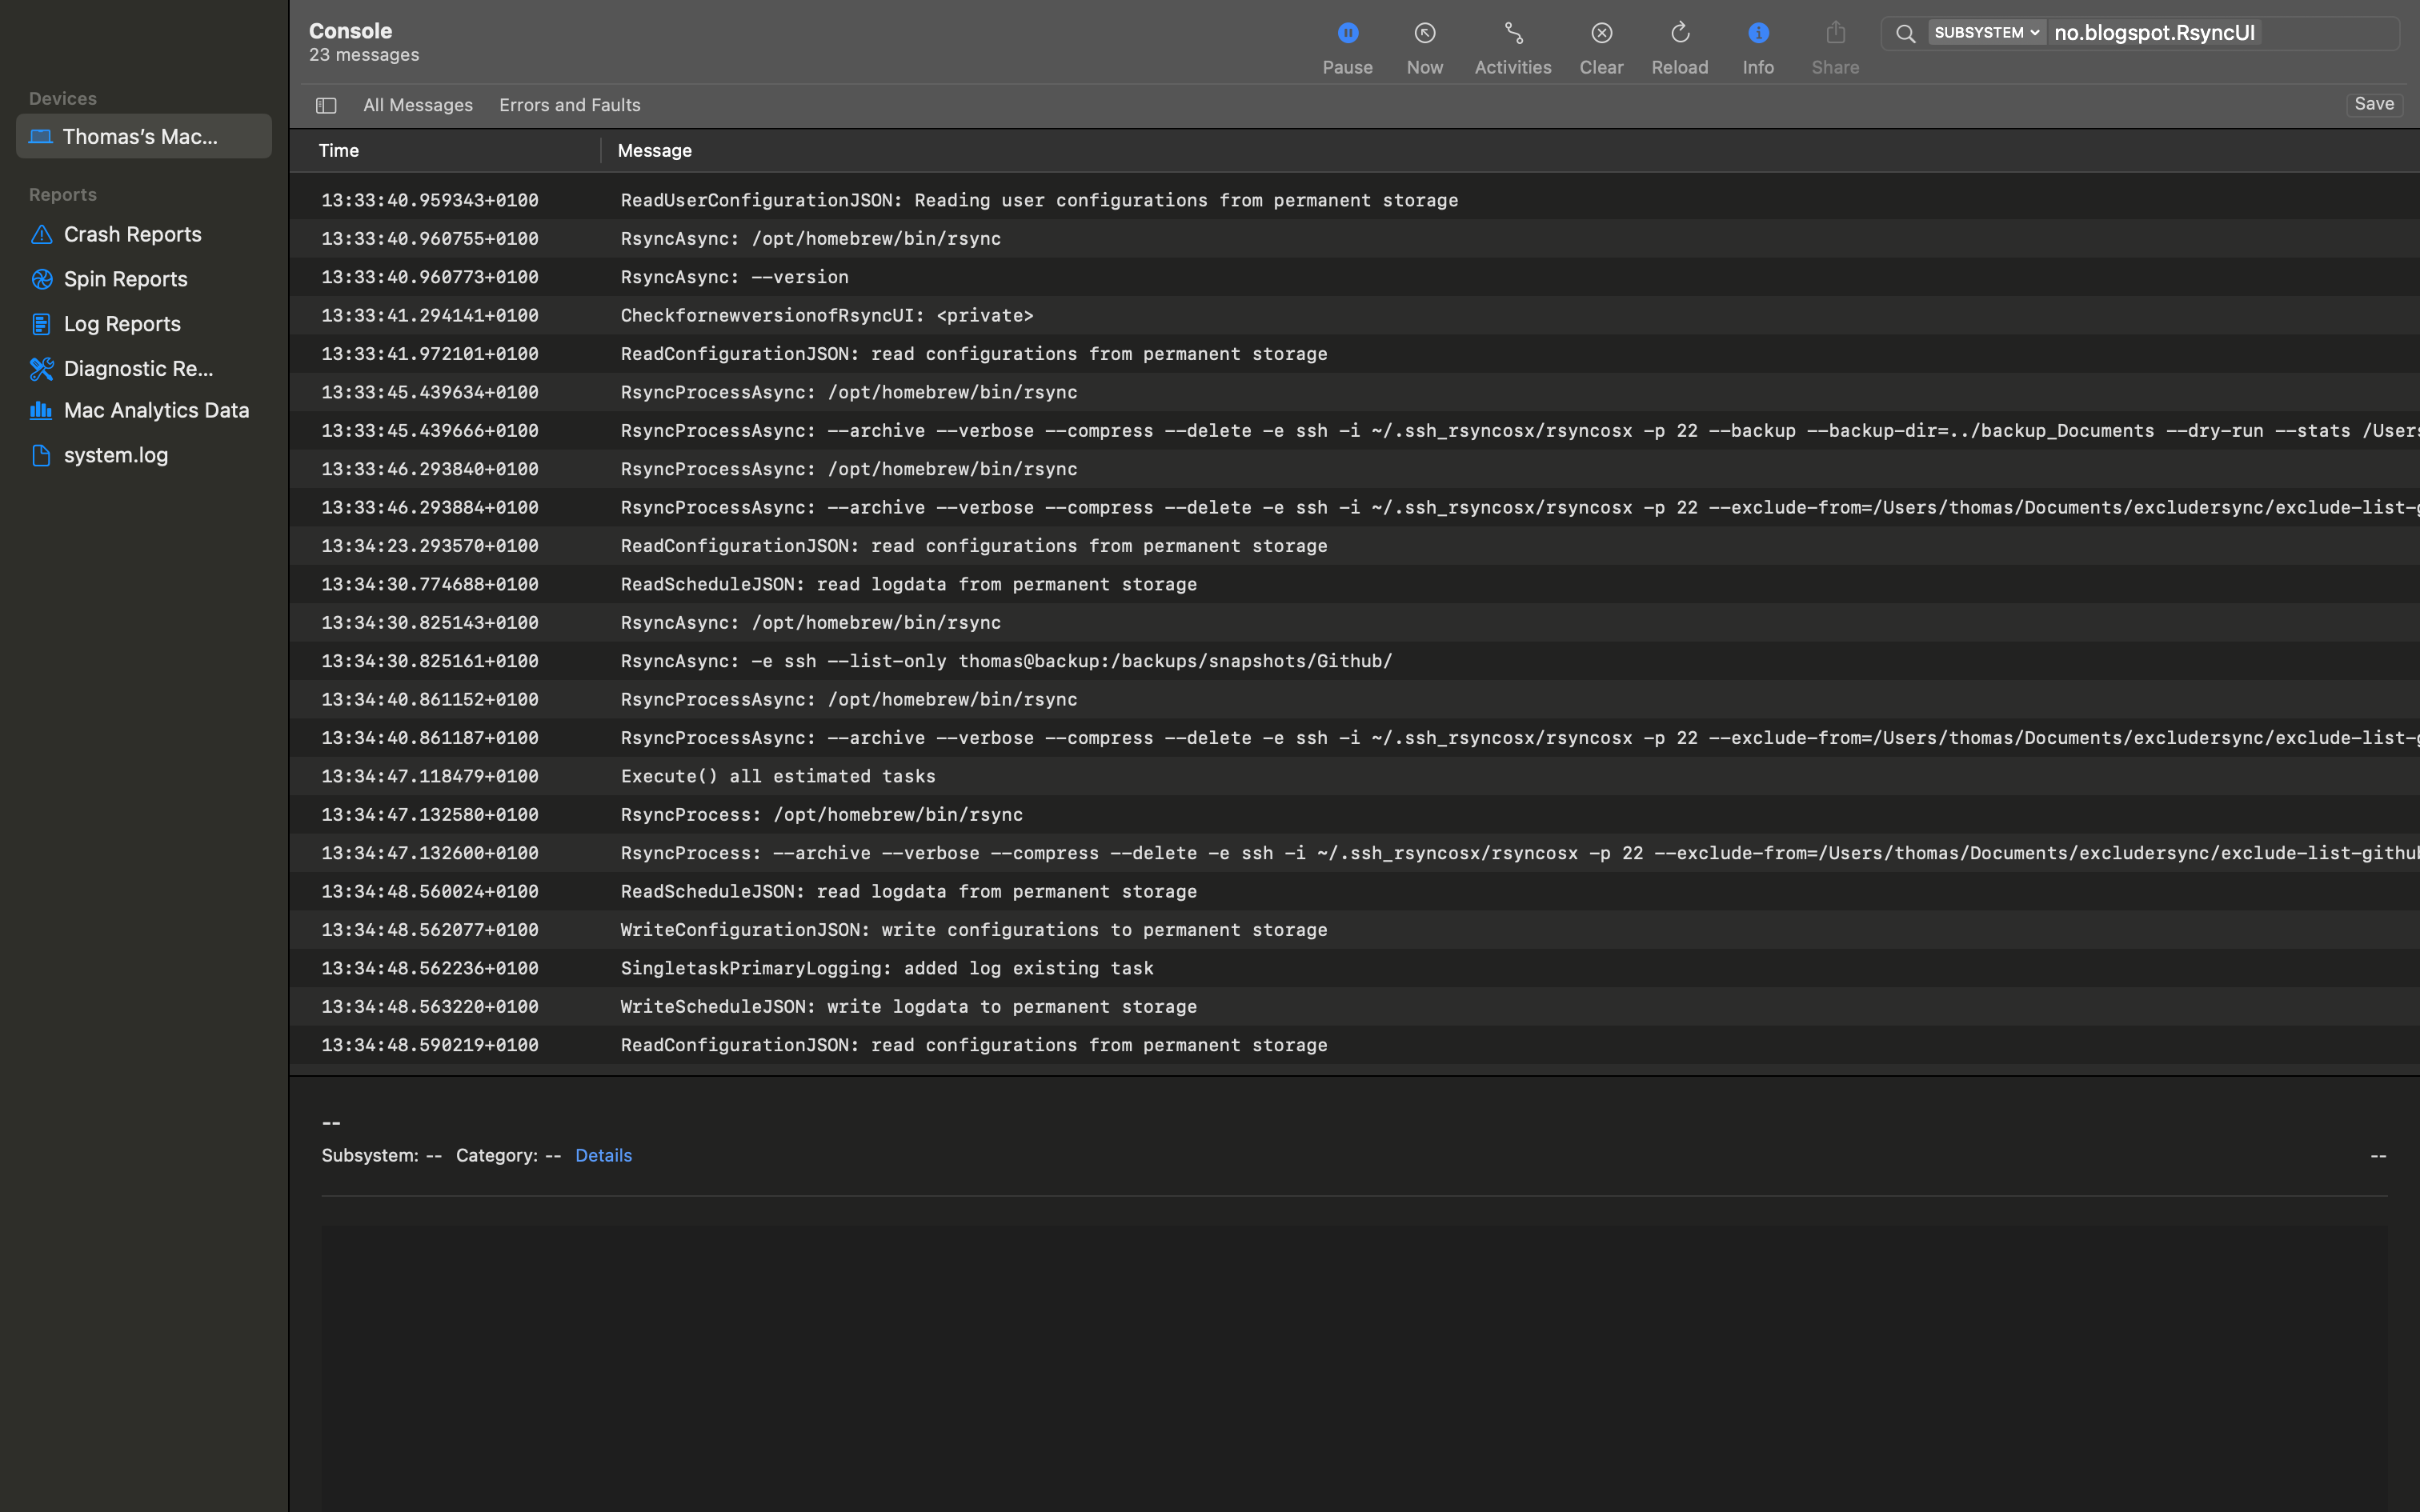 Console
23 messages
Pause
Now
Activities
Clear
Reload
Info
Share
SUBSYSTEM
no.blogspot.RsyncUI
All Messages
Errors and Faults
Save
Devices
Thomas’s Mac...
Reports
Crash Reports
Spin Reports
Log Reports
Diagnostic Re...
Mac Analytics Data
system.log
Time Message
13:33:40.959343+0100 ReadUserConfigurationJSON: Reading user configurations from permanent storage
13:33:40.960755+0100 RsyncAsync: /opt/homebrew/bin/rsync
13:33:40.960773+0100 RsyncAsync: --version
13:33:41.294141+0100 CheckfornewversionofRsyncUI: <private>
13:33:41.972101+0100 ReadConfigurationJSON: read configurations from permanent storage
13:33:45.439634+0100 RsyncProcessAsync: /opt/homebrew/bin/rsync
13:33:45.439666+0100 RsyncProcessAsync: --archive --verbose --compress --delete -e ssh -i ~/.ssh_rsyncosx/rsyncosx -p 22 --backup --backup-dir=../backup_Documents --dry-run --stats /Users
13:33:46.293840+0100 RsyncProcessAsync: /opt/homebrew/bin/rsync
13:33:46.293884+0100 RsyncProcessAsync: --archive --verbose --compress --delete -e ssh -i ~/.ssh_rsyncosx/rsyncosx -p 22 --exclude-from=/Users/thomas/Documents/excludersync/exclude-list-g
13:34:23.293570+0100 ReadConfigurationJSON: read configurations from permanent storage
13:34:30.774688+0100 ReadScheduleJSON: read logdata from permanent storage
13:34:30.825143+0100 RsyncAsync: /opt/homebrew/bin/rsync
13:34:30.825161+0100 RsyncAsync: -e ssh --list-only thomas@backup:/backups/snapshots/Github/
13:34:40.861152+0100 RsyncProcessAsync: /opt/homebrew/bin/rsync
13:34:40.861187+0100 RsyncProcessAsync: --archive --verbose --compress --delete -e ssh -i ~/.ssh_rsyncosx/rsyncosx -p 22 --exclude-from=/Users/thomas/Documents/excludersync/exclude-list-g
13:34:47.118479+0100 Execute() all estimated tasks
13:34:47.132580+0100 RsyncProcess: /opt/homebrew/bin/rsync
13:34:47.132600+0100 RsyncProcess: --archive --verbose --compress --delete -e ssh -i ~/.ssh_rsyncosx/rsyncosx -p 22 --exclude-from=/Users/thomas/Documents/excludersync/exclude-list-github
13:34:48.560024+0100 ReadScheduleJSON: read logdata from permanent storage
13:34:48.562077+0100 WriteConfigurationJSON: write configurations to permanent storage
13:34:48.562236+0100 SingletaskPrimaryLogging: added log existing task
13:34:48.563220+0100 WriteScheduleJSON: write logdata to permanent storage
13:34:48.590219+0100 ReadConfigurationJSON: read configurations from permanent storage
--
Subsystem: -- Category: -- Details --